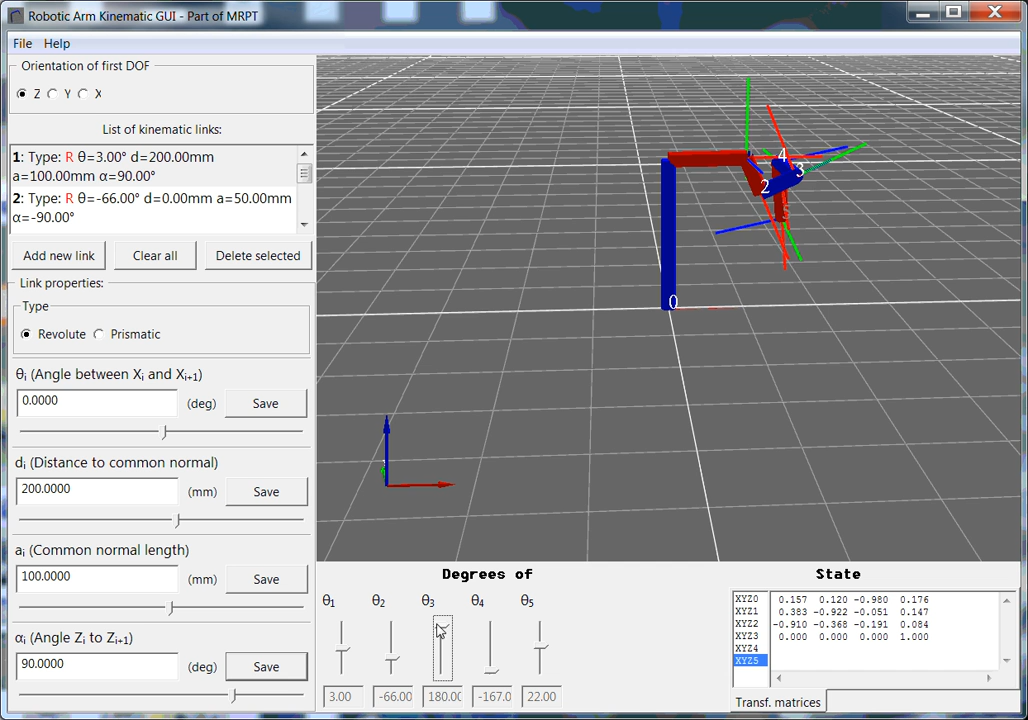 Robotic Arm Kinematic GUI - Part of MRPT
File Help
Orientation of first DOF
Z Y X
List of kinematic links:
1: Type: R θ=3.00° d=200.00mm
a=100.00mm α=90.00°
2: Type: R θ=-66.00° d=0.00mm a=50.00mm
α=-90.00°
Add new link Clear all Delete selected
Link properties:
Type
Revolute Prismatic
θi (Angle between Xi and Xi+1)
0.0000 (deg) Save
di (Distance to common normal)
200.0000 (mm) Save
ai (Common normal length)
100.0000 (mm) Save
αi (Angle Zi to Zi+1)
90.0000 (deg) Save
4
3
2
5
0
Degrees of
θ1 θ2 θ3 θ4 θ5
3.00 -66.00 180.00 -167.0 22.00
State
XYZ0
XYZ1
XYZ2
XYZ3
XYZ4
XYZ5
0.157 0.120 -0.980 0.176
0.383 -0.922 -0.051 0.147
-0.910 -0.368 -0.191 0.084
0.000 0.000 0.000 1.000
Transf. matrices